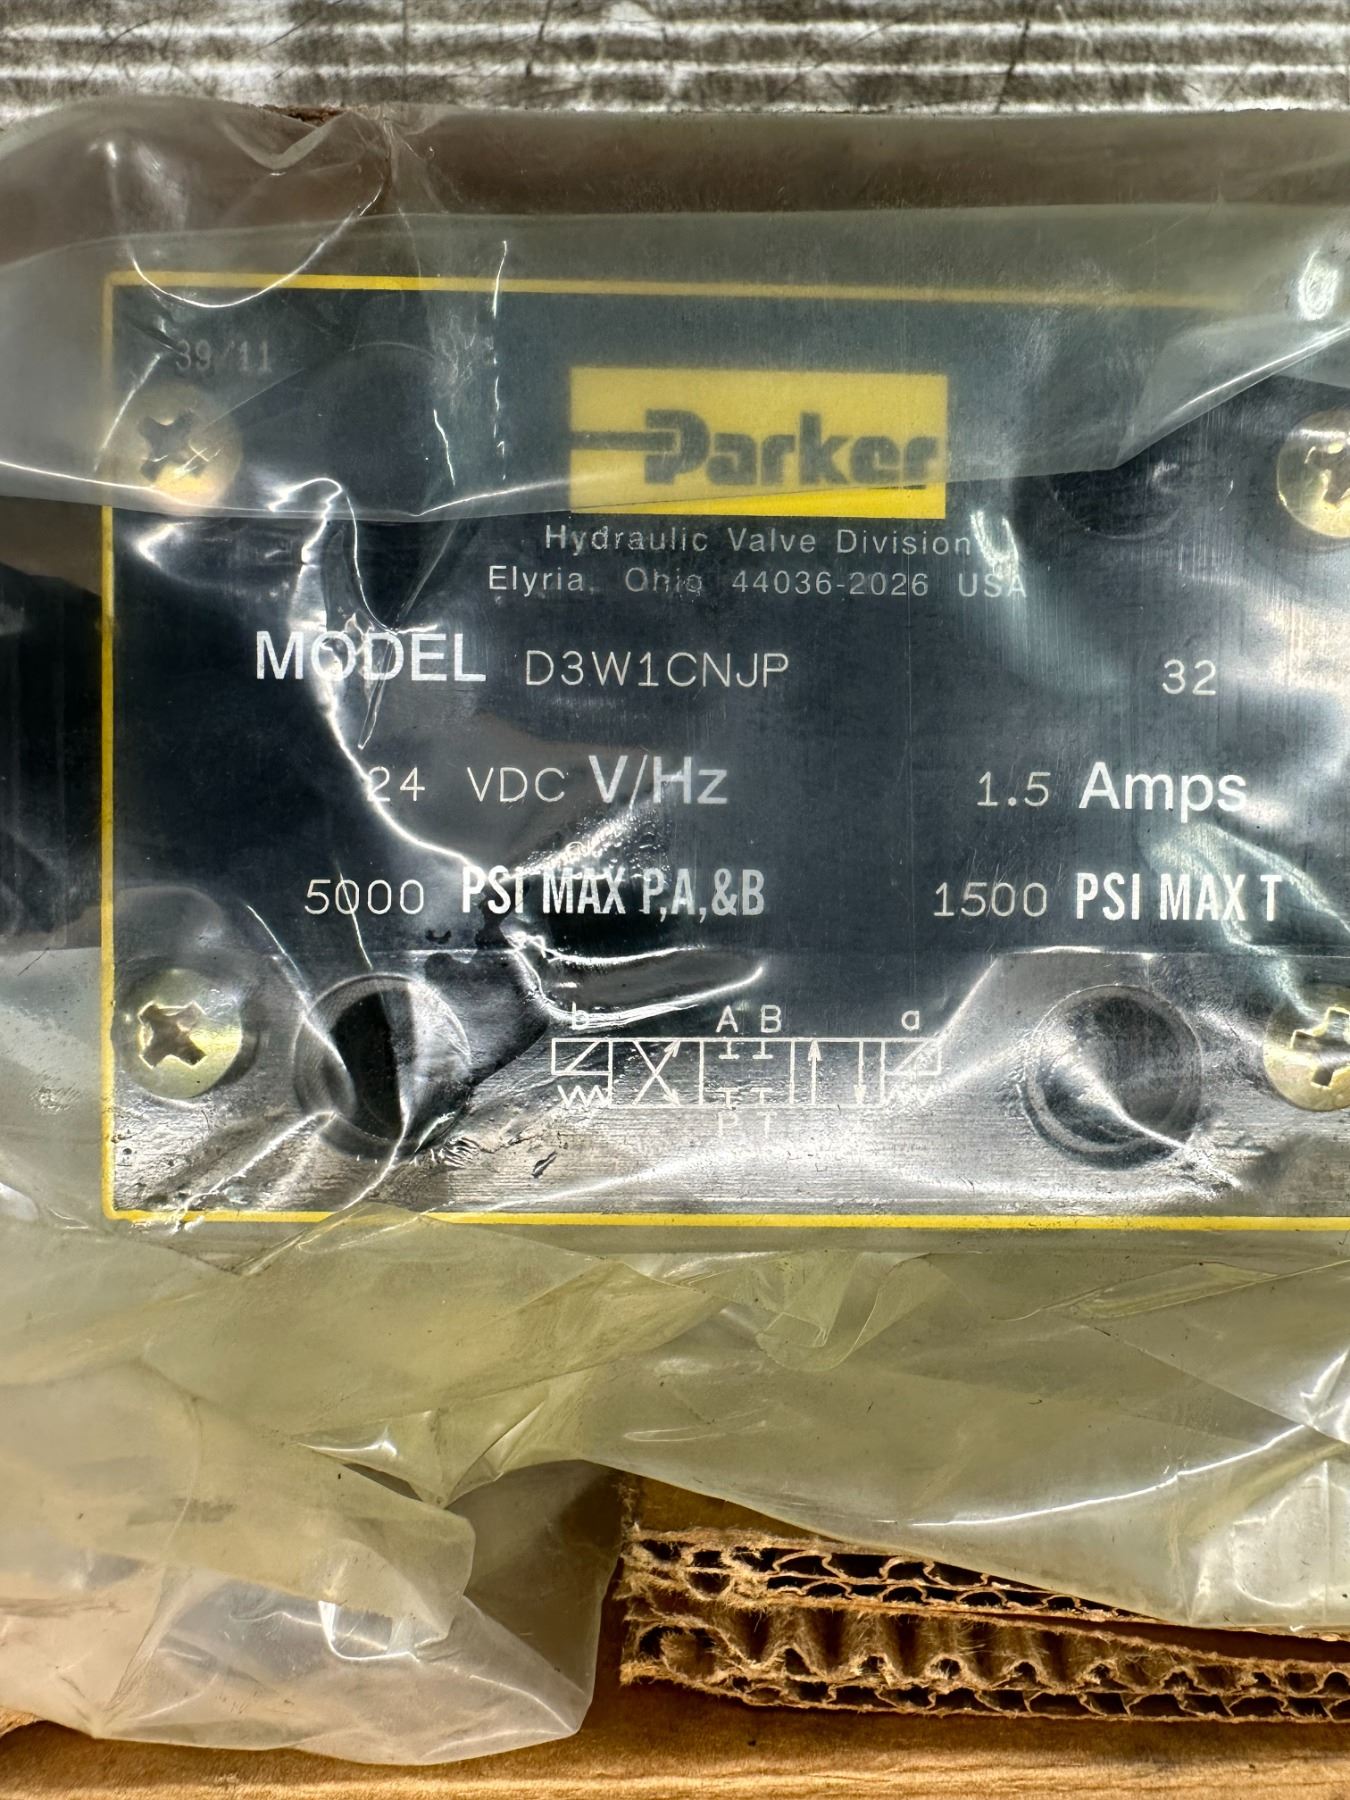 39/11
Parker
Hydraulic Valve Division
Elyria, Ohio 44036-2026 USA
MODEL D3W1CNJP 32
24 VDC V/Hz 1.5 Amps
5000 PSI MAX P,A,&B 1500 PSI MAX T
b A B a
P T